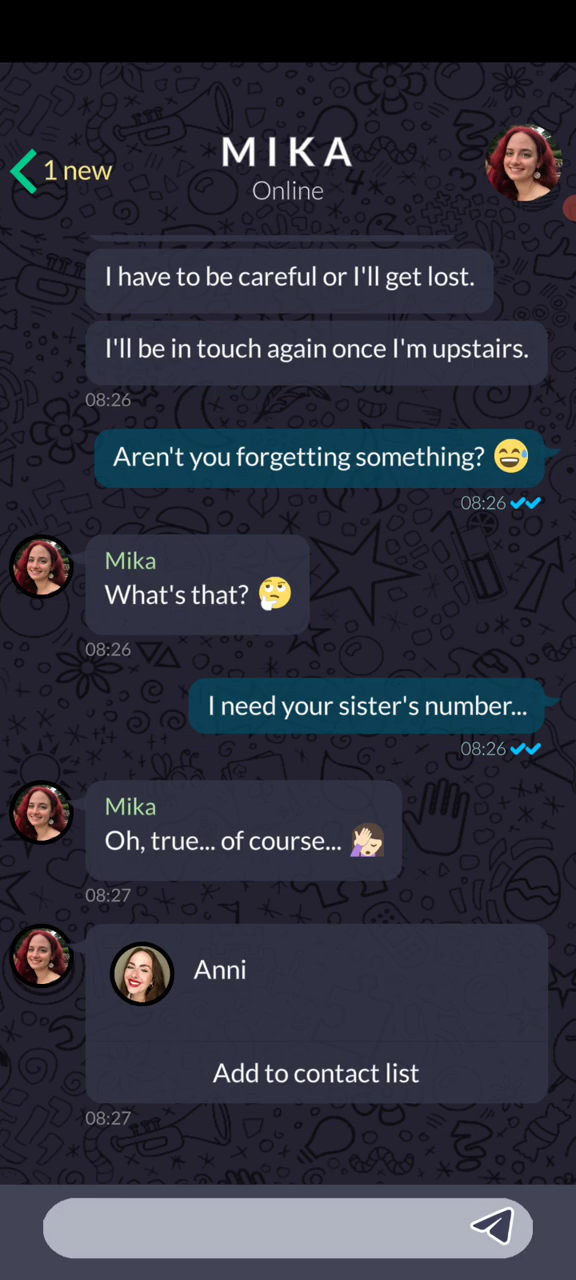 MIKA
1 new
Online
I have to be careful or I'll get lost.
I'll be in touch again once I'm upstairs.
08:26
Aren't you forgetting something? 😅
08:26
Mika
What's that? 🤔
08:26
I need your sister's number...
08:26
Mika
Oh, true... of course... 🤦🏻‍♀️
08:27
Anni
Add to contact list
08:27